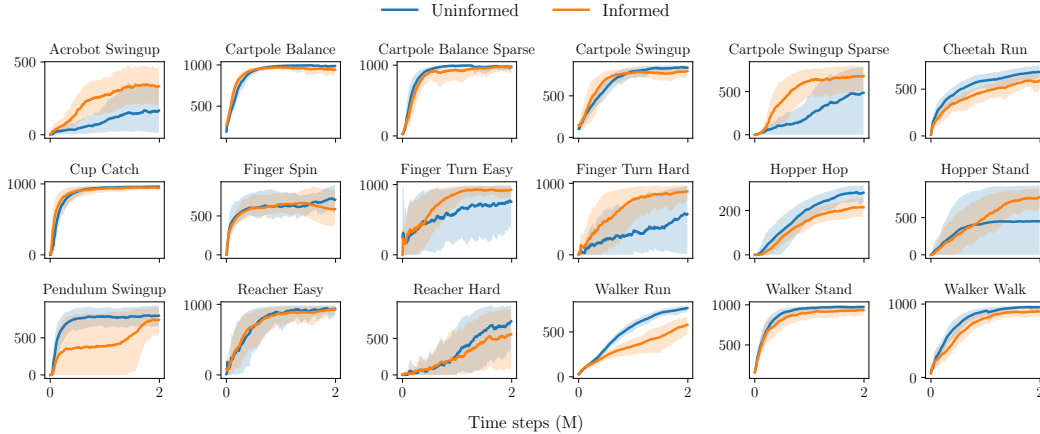 Uninformed Informed
Acrobot Swingup Cartpole Balance Cartpole Balance Sparse Cartpole Swingup Cartpole Swingup Sparse Cheetah Run
500 1000 1000 500
500 500 500 500
0 0 0 0 0
Cup Catch Finger Spin Finger Turn Easy Finger Turn Hard Hopper Hop Hopper Stand
1000 1000 1000
500 500 500 200 500
0 0 0 0 0 0
Pendulum Swingup Reacher Easy Reacher Hard Walker Run Walker Stand Walker Walk
1000 1000 1000 1000
500 500 500 500
0 0 0 0 0
0 2 0 2 0 2 0 2 0 2 0 2
Time steps (M)